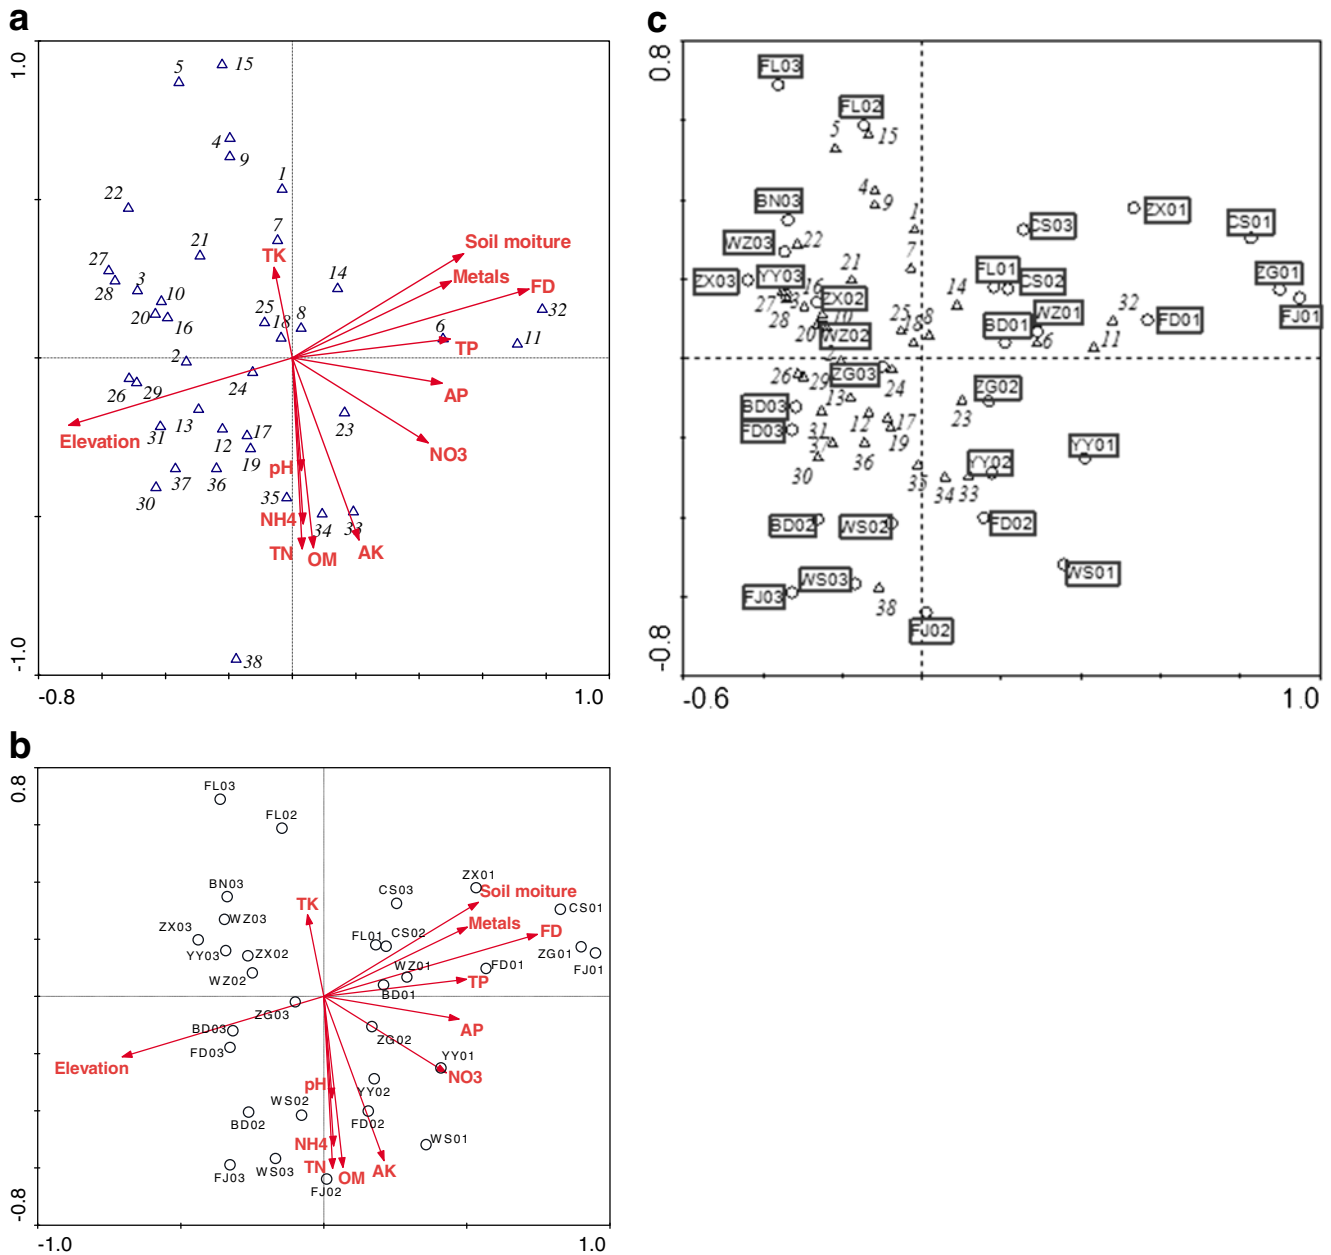 a
1.0
5
15
4
9
1
22
7
TK
Soil moiture
21
27
28
3
14
Metals
FD
10
20
16
25
18
8
6
32
11
TP
2
24
26
29
AP
Elevation
31
13
12
17
19
23
NO3
pH
30
37
36
35
NH4
34
33
TN
OM
AK
38
-1.0
-0.8
1.0
c
0.8
FL03
FL02
5
15
4
9
BN03
1
ZX01
CS03
CS01
WZ03
22
7
ZX03
YY03
16
21
FL01
CS02
ZG01
27
3
ZX02
14
28
10
25
WZ01
32
FJ01
20
WZ02
18
8
BD01
6
FD01
11
2
26
29
ZG03
24
ZG02
BD03
13
23
FD03
31
12
17
37
19
YY01
30
36
35
YY02
34
33
BD02
WS02
FD02
WS03
WS01
FJ03
38
FJ02
-0.8
-0.6
1.0
b
0.8
FL03
FL02
BN03
TK
CS03
ZX01
Soil moiture
CS01
ZX03
WZ03
Metals
FD
YY03
ZX02
FL01
CS02
ZG01
WZ02
WZ01
FD01
FJ01
TP
ZG03
BD01
BD03
AP
FD03
ZG02
Elevation
YY01
NO3
pH
YY02
WS02
BD02
FD02
NH4
WS01
TN
OM
AK
FJ03
WS03
FJ02
-0.8
-1.0
1.0